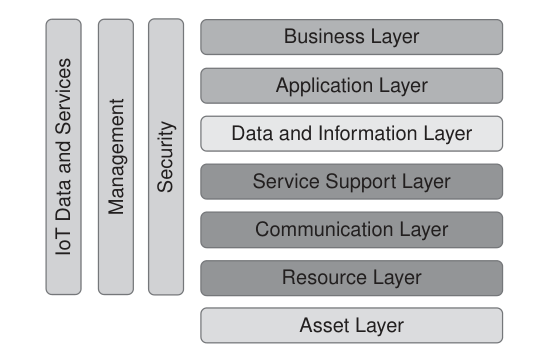 IoT Data and Services
Management
Security
Business Layer
Application Layer
Data and Information Layer
Service Support Layer
Communication Layer
Resource Layer
Asset Layer